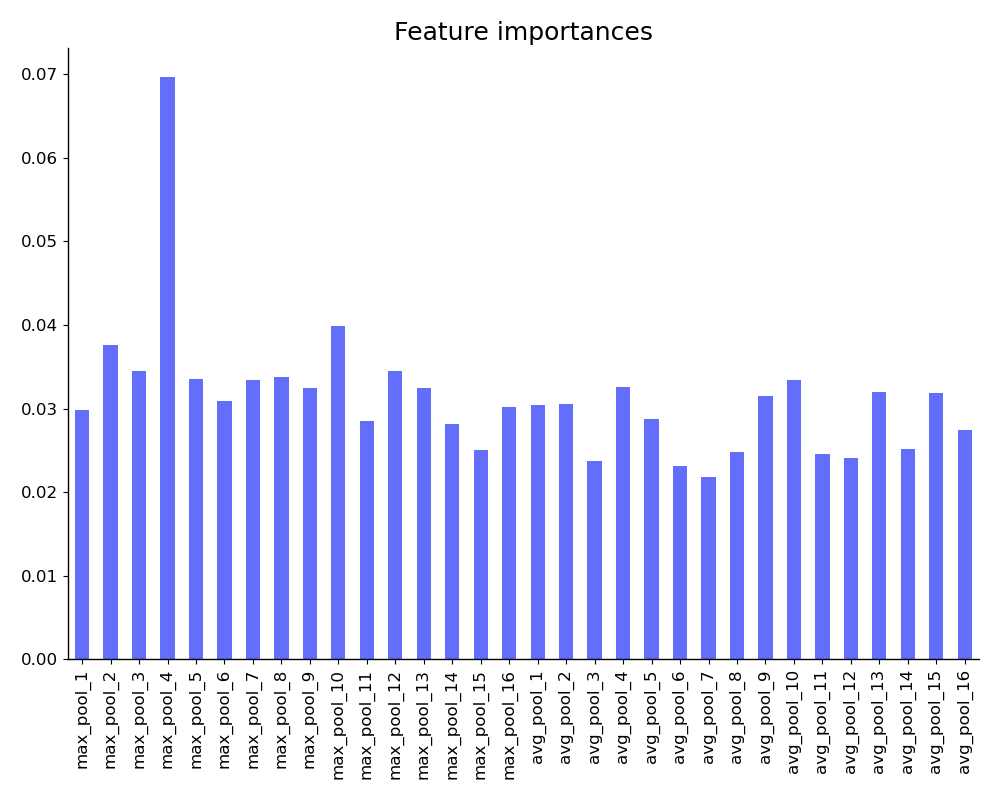 Feature importances
0.07
0.06
0.05
0.04
0.03
0.02
0.01
0.00
max_pool_1
max_pool_2
max_pool_3
max_pool_4
max_pool_5
max_pool_6
max_pool_7
max_pool_8
max_pool_9
max_pool_10
max_pool_11
max_pool_12
max_pool_13
max_pool_14
max_pool_15
max_pool_16
avg_pool_1
avg_pool_2
avg_pool_3
avg_pool_4
avg_pool_5
avg_pool_6
avg_pool_7
avg_pool_8
avg_pool_9
avg_pool_10
avg_pool_11
avg_pool_12
avg_pool_13
avg_pool_14
avg_pool_15
avg_pool_16